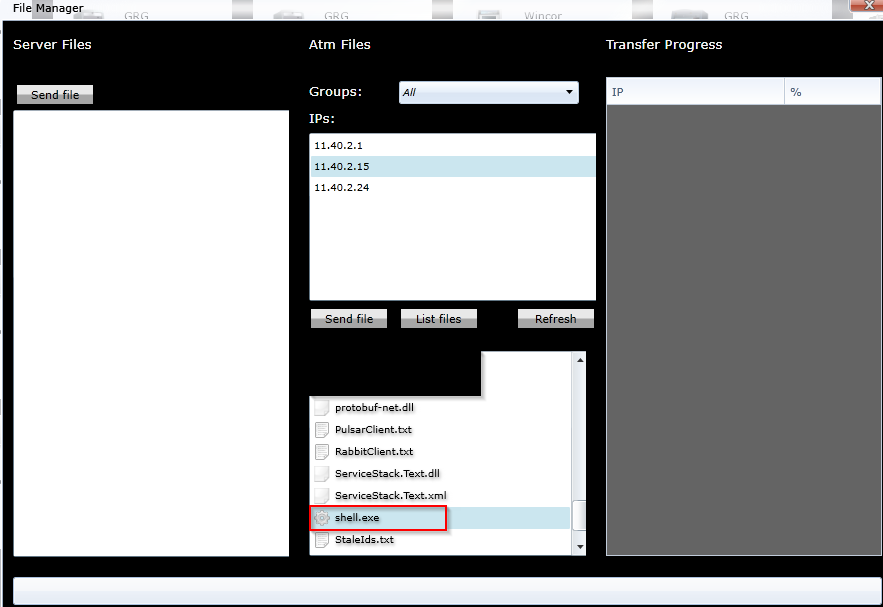 File Manager
GRG
GRG
Wincor
GRG
Server Files
Atm Files
Transfer Progress
Send file
Groups:
All
IPs:
IP
%
11.40.2.1
11.40.2.15
11.40.2.24
Send file
List files
Refresh
protobuf-net.dll
PulsarClient.txt
RabbitClient.txt
ServiceStack.Text.dll
ServiceStack.Text.xml
shell.exe
StaleIds.txt